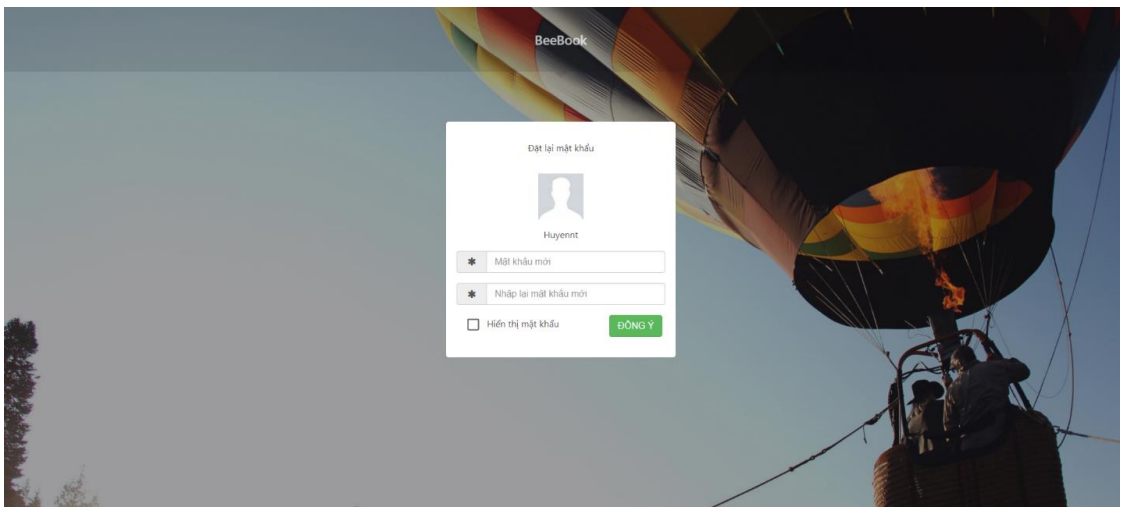 BeeBook
Đặt lại mật khẩu
Huyennt
Mật khẩu mới
Nhập lại mật khẩu mới
Hiển thị mật khẩu
ĐỒNG Ý